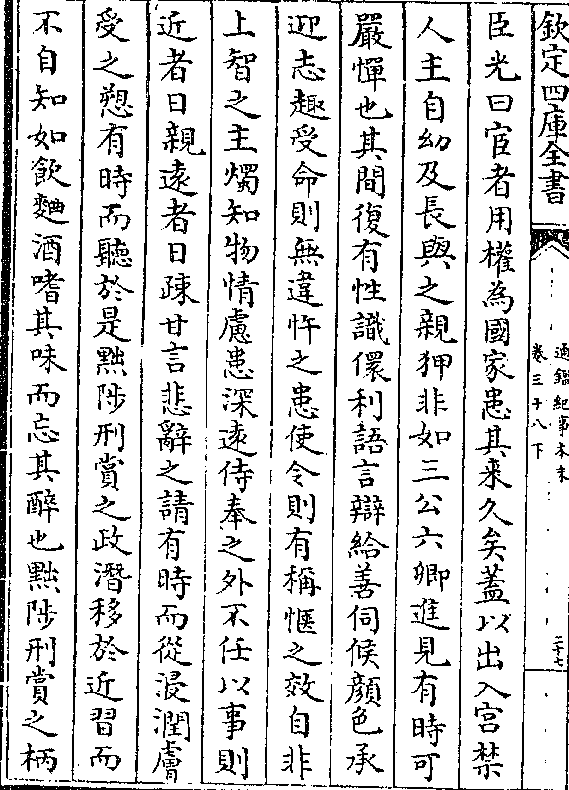 欽定四庫全書
通鑑紀事本末
卷三十八下
二十七
臣光曰宦者用權為國家患其来久矣蓋以出入宫禁
人主自幼及長與之親狎非如三公六卿進見有時可
嚴憚也其間復有性識儇利語言辯給善伺候顔色承
迎志趣受命則無違忤之患使令則有稱愜之效自非
上智之主燭知物情慮患深逺侍奉之外不任以事則
近者日親逺者日疎甘言悲辭之請有時而從浸潤膚
受之愬有時而聽於是黜陟刑賞之政潛移於近習而
不自知如飲麯酒嗜其味而忘其醉也黜陟刑賞之柄